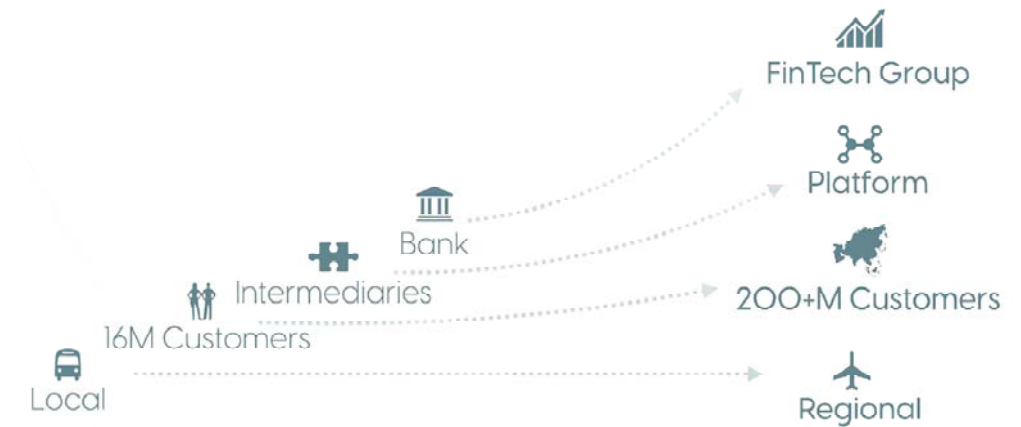 FinTech Group
Platform
Bank
Intermediaries
200+M Customers
16M Customers
Local
Regional